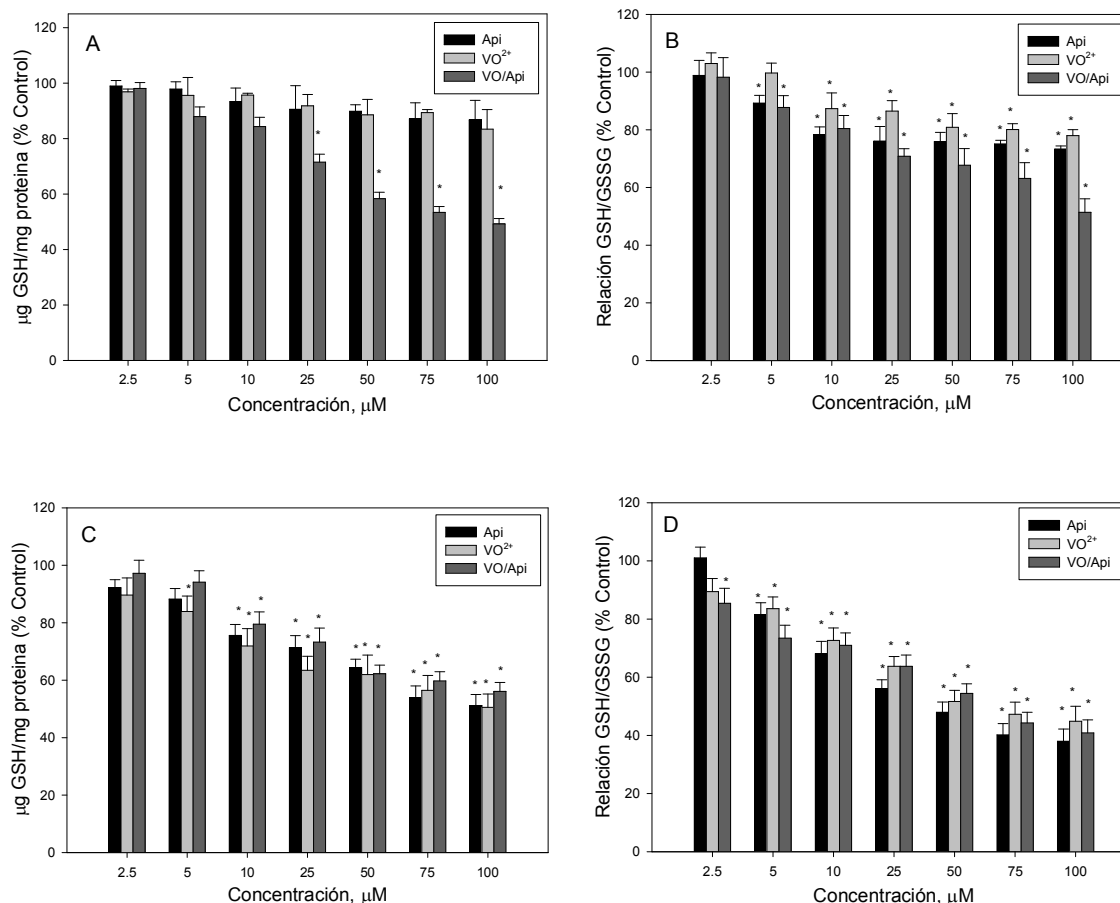 A
Api
VO2+
VO/Api
µg GSH/mg proteina (% Control)
120
100
80
60
40
20
0
2.5 5 10 25 50 75 100
Concentración, µM
B
Api
VO2+
VO/Api
Relación GSH/GSSG (% Control)
120
100
80
60
40
20
0
* * * * * * * * * * * * * * * * * * * * *
2.5 5 10 25 50 75 100
Concentración, µM
C
Api
VO2+
VO/Api
µg GSH/mg proteina (% Control)
120
100
80
60
40
20
0
2.5 5 10 25 50 75 100
Concentración, µM
D
Api
VO2+
VO/Api
Relación GSH/GSSG (% Control)
120
100
80
60
40
20
0
2.5 5 10 25 50 75 100
Concentración, µM